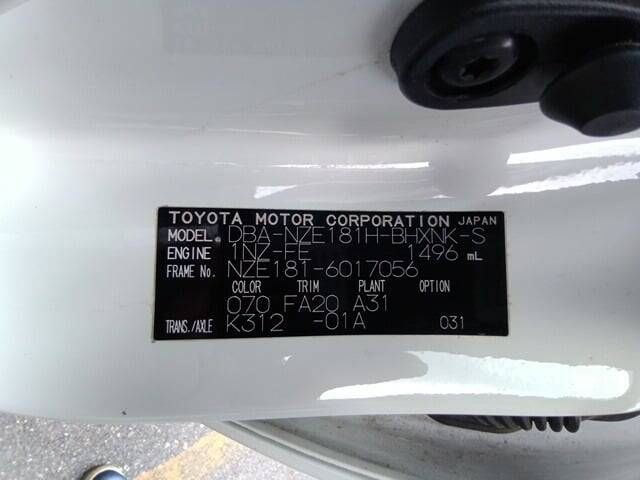 TOYOTA MOTOR CORPORATION JAPAN
MODEL DBA-NZE181H-BHXNK-S
ENGINE 1NZ-FE 1496 mL
FRAME No. NZE181-6017056
COLOR TRIM PLANT OPTION
070 FA20 A31
TRANS./AXLE K312 -01A 031